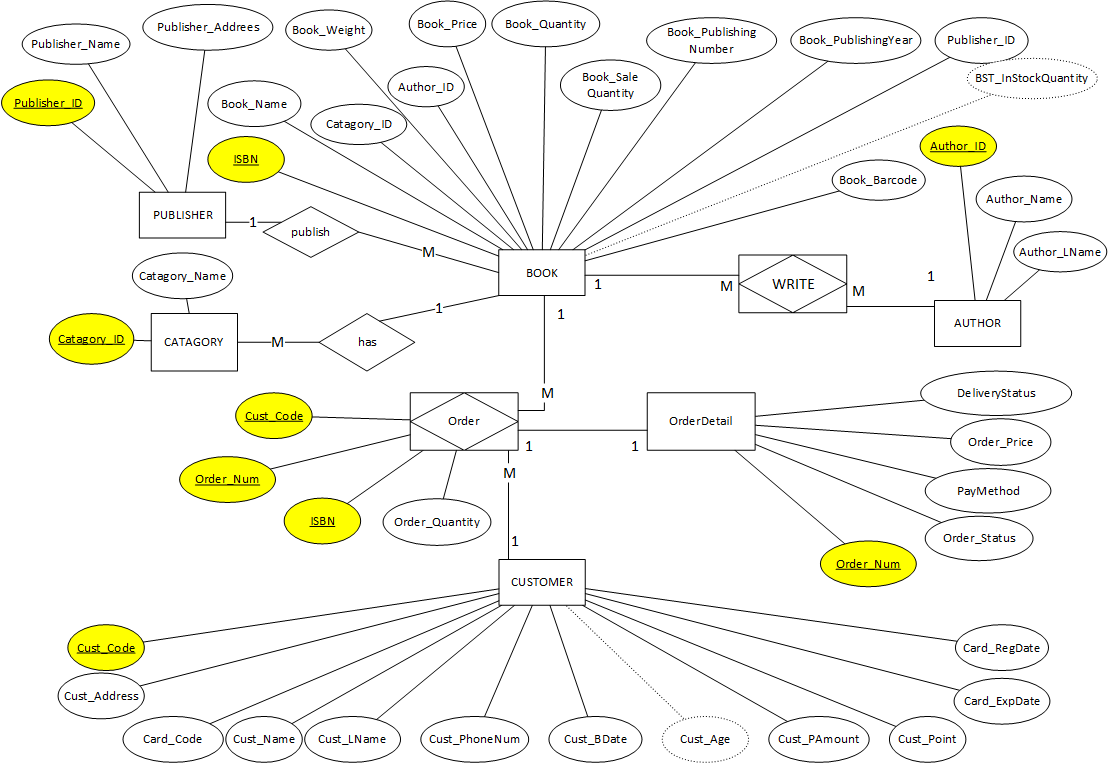 Publisher_Name
Publisher_Addrees
Book_Weight
Book_Price
Book_Quantity
Book_Publishing
Number
Book_PublishingYear
Publisher_ID
BST_InStockQuantity
Publisher_ID
Book_Name
Author_ID
Book_Sale
Quantity
Catagory_ID
ISBN
Author_ID
Book_Barcode
Author_Name
Author_LName
PUBLISHER
1
publish
M
BOOK
1
M
WRITE
M
1
AUTHOR
Catagory_Name
Catagory_ID
CATAGORY
M
has
1
1
M
Cust_Code
Order
1
1
OrderDetail
DeliveryStatus
Order_Price
PayMethod
Order_Status
Order_Num
Order_Num
ISBN
Order_Quantity
M
1
CUSTOMER
Cust_Code
Cust_Address
Card_Code
Cust_Name
Cust_LName
Cust_PhoneNum
Cust_BDate
Cust_Age
Cust_PAmount
Cust_Point
Card_ExpDate
Card_RegDate